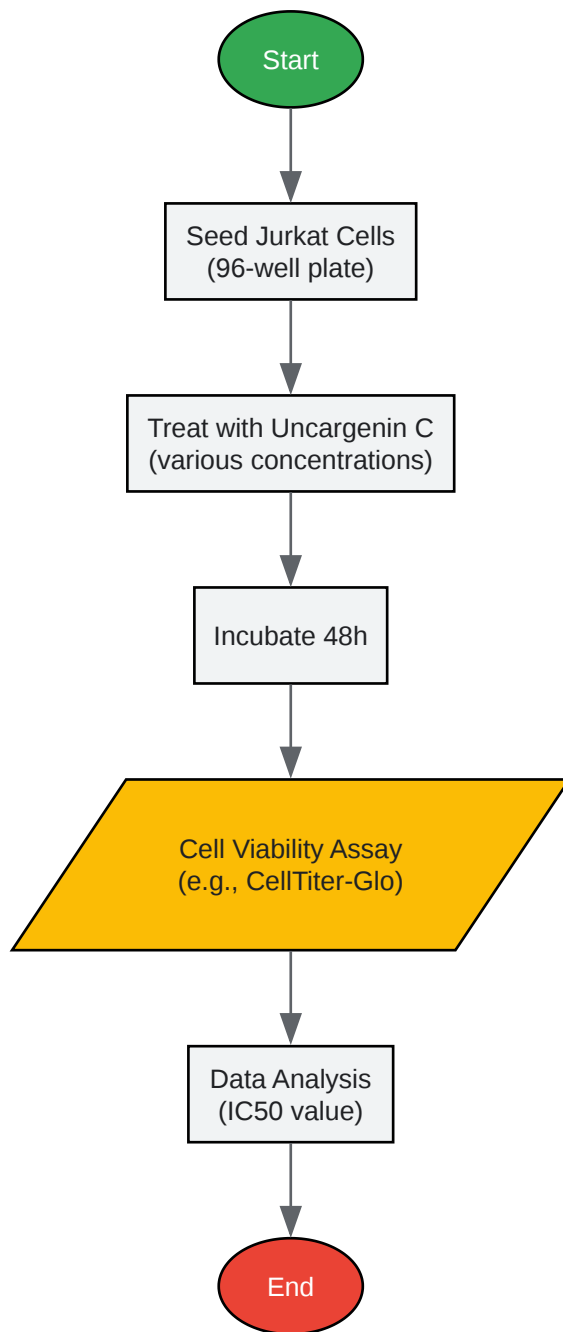 Start
Seed Jurkat Cells
(96-well plate)
Treat with Uncargenin C
(various concentrations)
Incubate 48h
Cell Viability Assay
(e.g., CellTiter-Glo)
Data Analysis
(IC50 value)
End